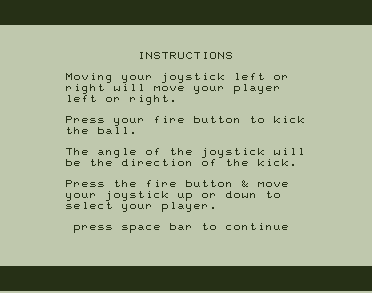 INSTRUCTIONS
Moving your joystick left or
right will move your player
left or right.
Press your fire button to kick
the ball.
The angle of the joystick will
be the direction of the kick.
Press the fire button & move
your joystick up or down to
select your player.
press space bar to continue